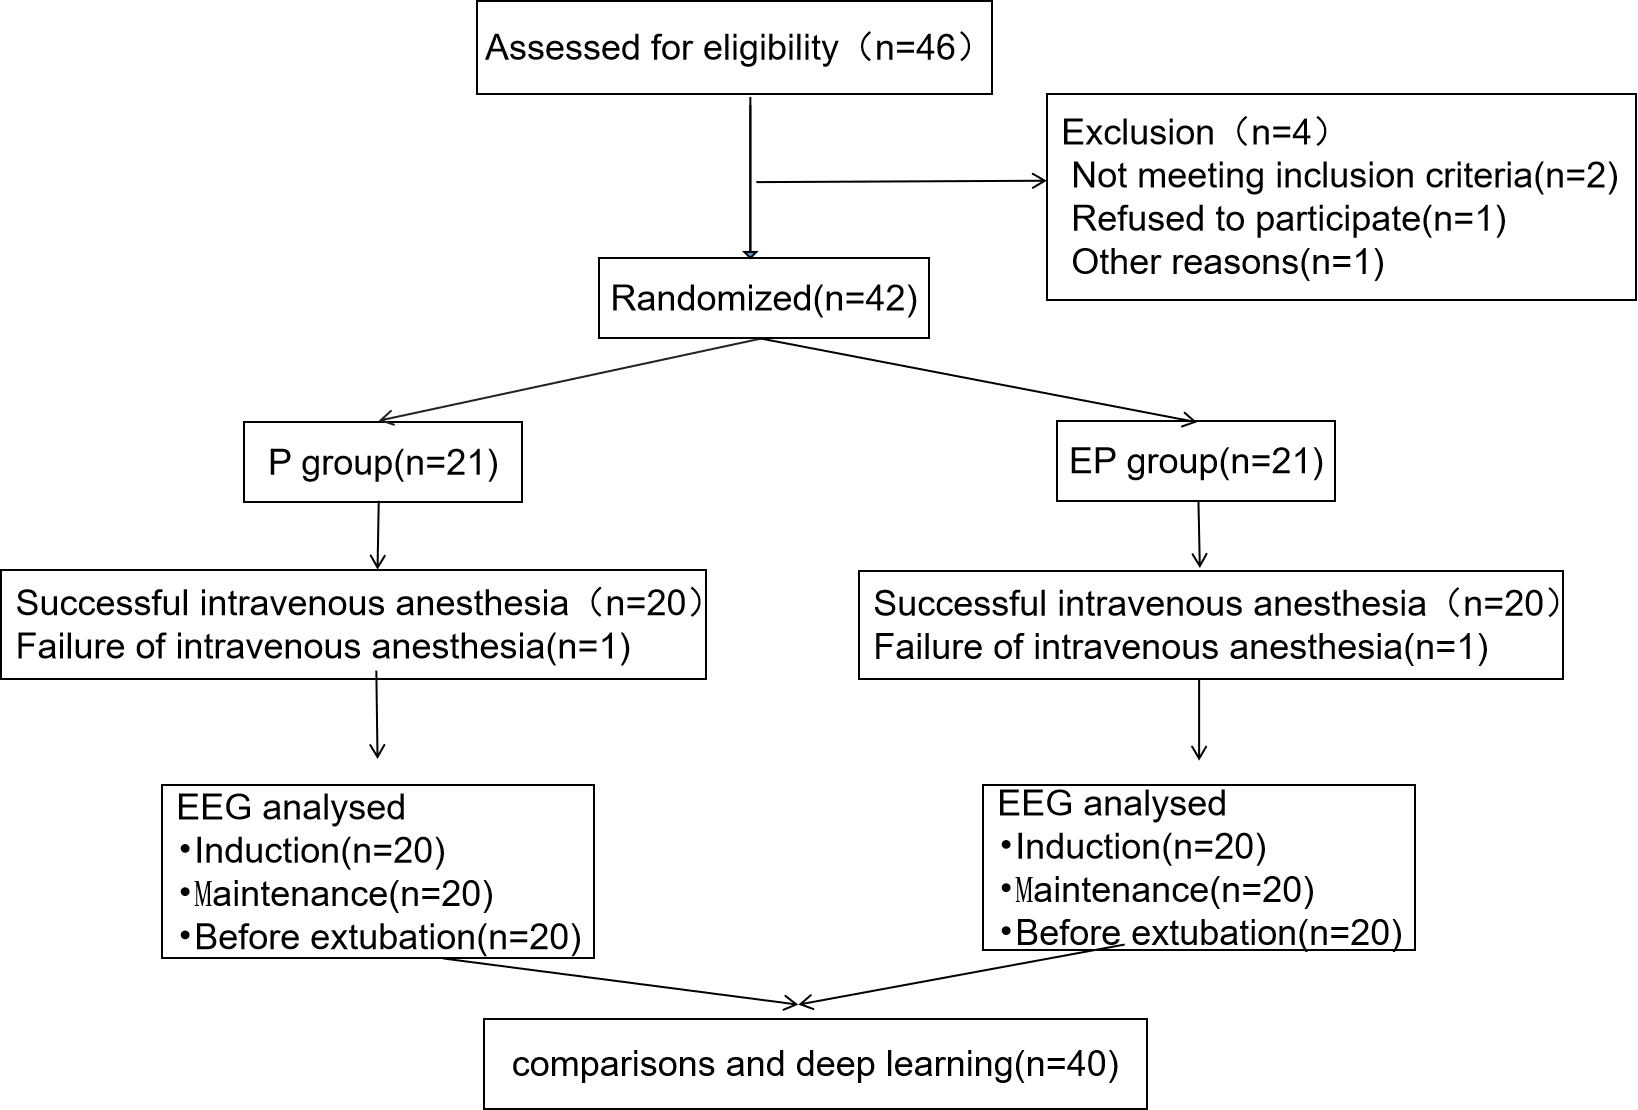 Assessed for eligibility（n=46）
Exclusion（n=4）
Not meeting inclusion criteria(n=2)
Refused to participate(n=1)
Other reasons(n=1)
Randomized(n=42)
P group(n=21)
EP group(n=21)
Successful intravenous anesthesia（n=20）
Failure of intravenous anesthesia(n=1)
Successful intravenous anesthesia（n=20）
Failure of intravenous anesthesia(n=1)
EEG analysed
•Induction(n=20)
•Maintenance(n=20)
•Before extubation(n=20)
EEG analysed
•Induction(n=20)
•Maintenance(n=20)
•Before extubation(n=20)
comparisons and deep learning(n=40)